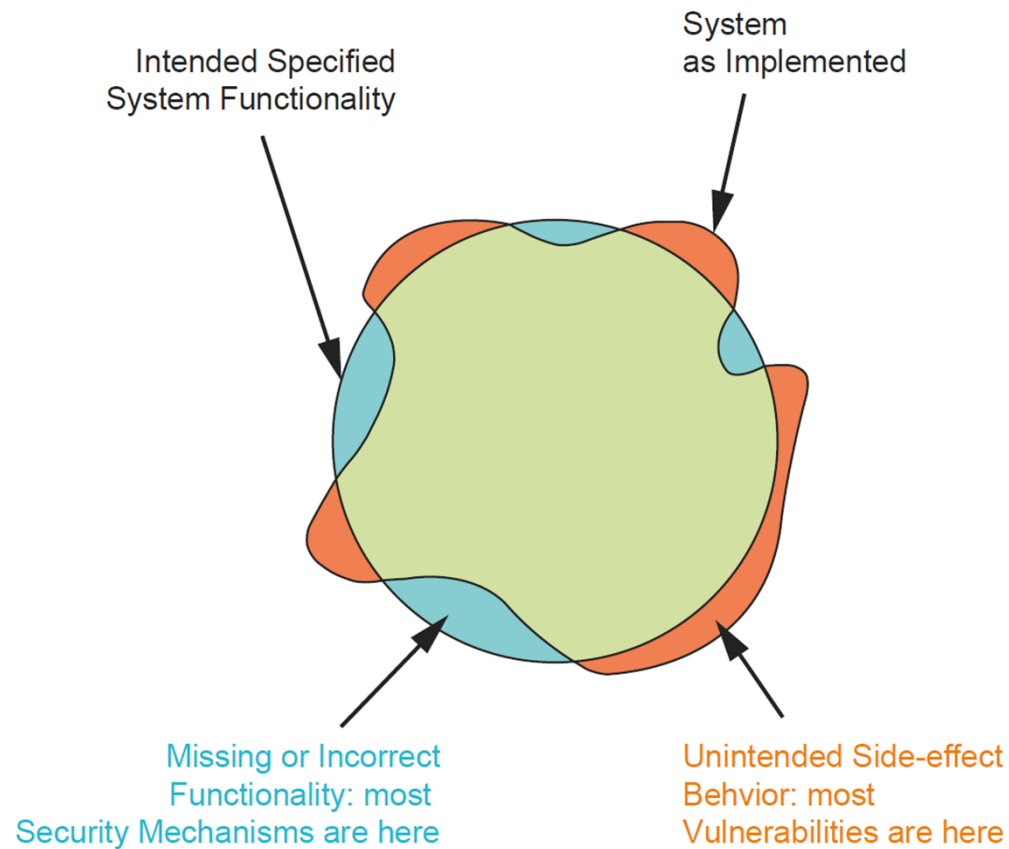 System
as Implemented
Intended Specified
System Functionality
Missing or Incorrect
Functionality: most
Security Mechanisms are here
Unintended Side-effect
Behvior: most
Vulnerabilities are here